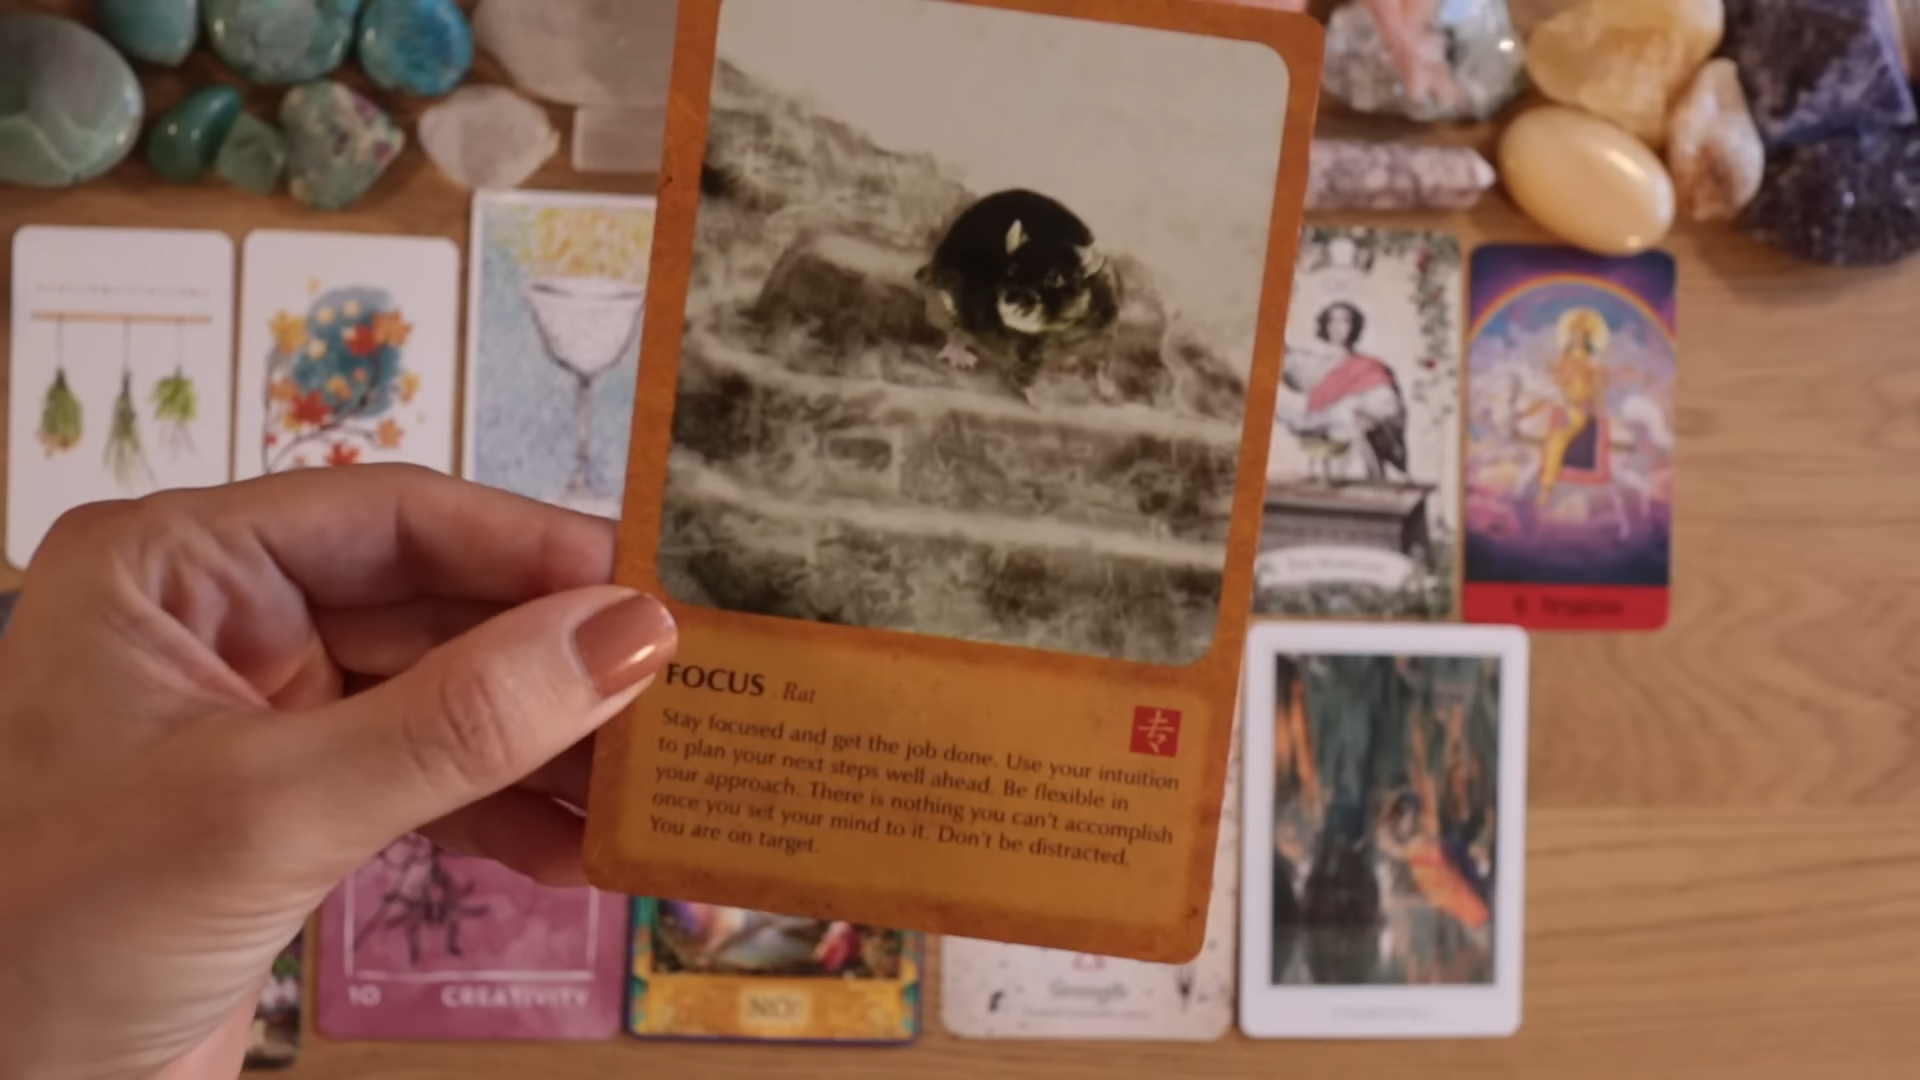 FOCUS Rat
专
Stay focused and get the job done. Use your intuition
to plan your next steps well ahead. Be flexible in
your approach. There is nothing you can't accomplish
once you set your mind to it. Don't be distracted.
You are on target.
10 CREATIVITY
NO!
Strength